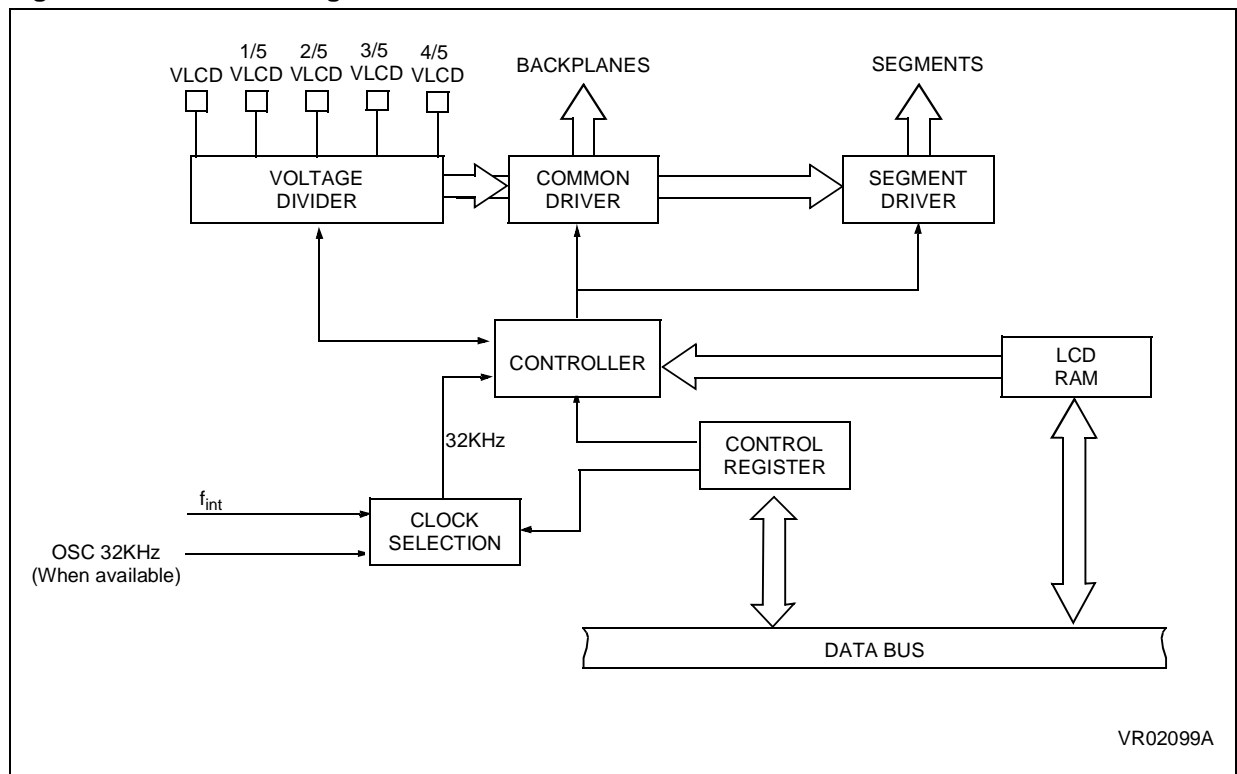 1/5 2/5 3/5 4/5
VLCD VLCD VLCD VLCD VLCD
BACKPLANES
SEGMENTS
VOLTAGE
DIVIDER
COMMON
DRIVER
SEGMENT
DRIVER
CONTROLLER
LCD
RAM
32KHz
CONTROL
REGISTER
fint
CLOCK
SELECTION
OSC 32KHz
(When available)
DATA BUS
VR02099A